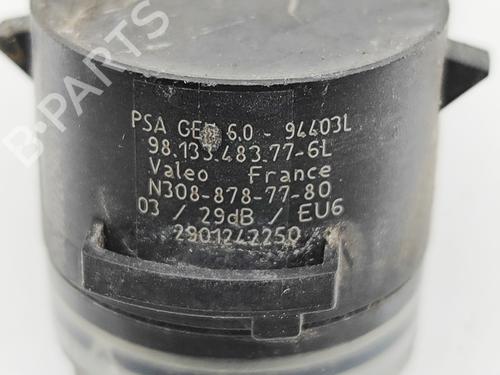 B-PARTS
PSA GEN 6.0 - 94403L
98.133.483.77-6L
Valeo France
N308-878-77-80
03 / 29dB / EU6
2901242250